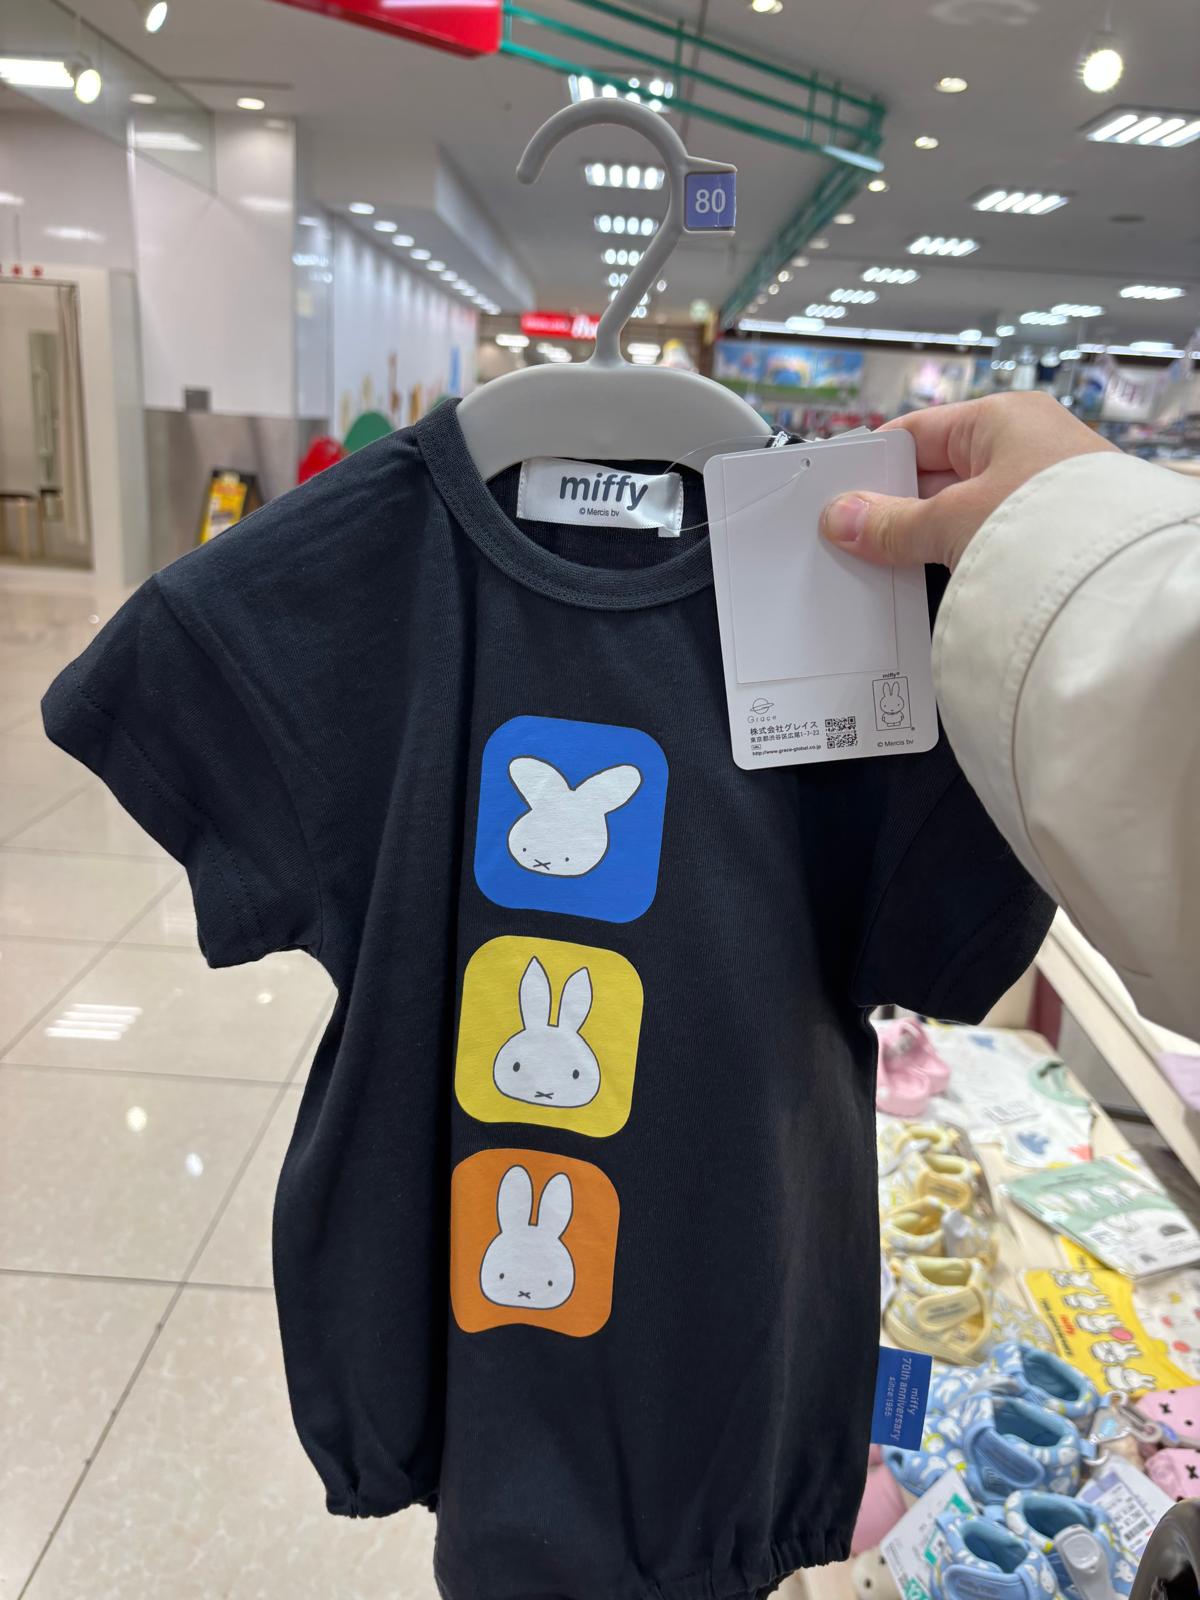 80
miffy
© Mercis bv
miffy®
Grace
株式会社グレイス
東京都渋谷区広尾1-7-23
URL
http://www.grace-global.co.jp
© Mercis bv
miffy
70th anniversary
since 1955